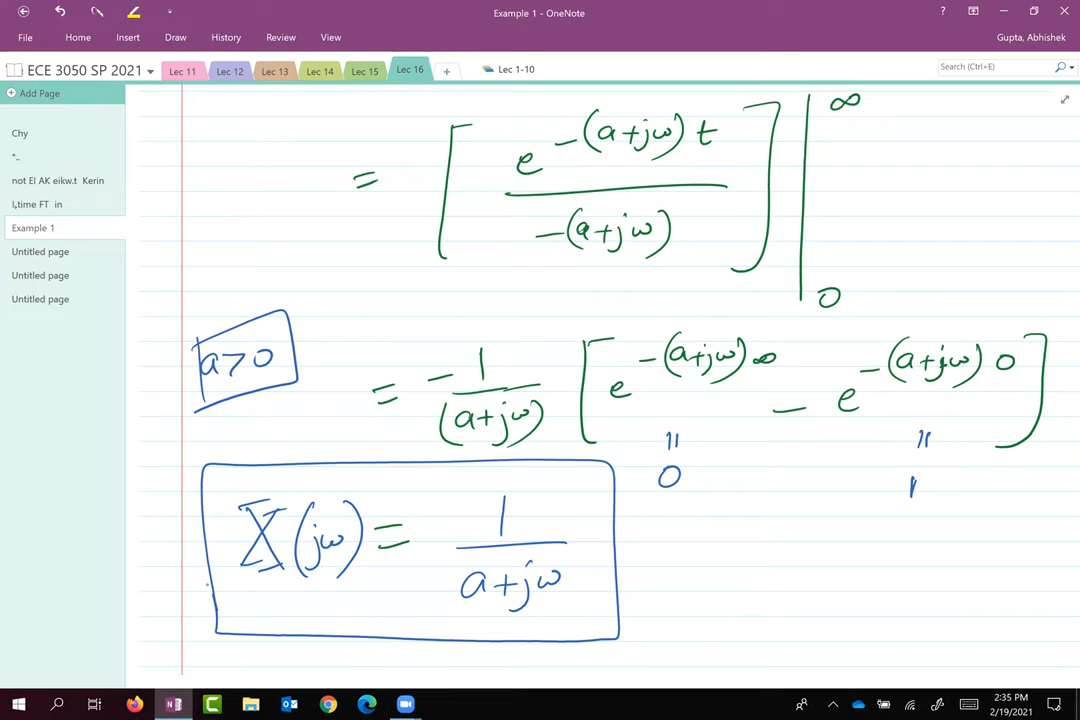 Example 1 - OneNote
?
File Home Insert Draw History Review View
Gupta, Abhishek
ECE 3050 SP 2021
Lec 11 Lec 12 Lec 13 Lec 14 Lec 15 Lec 16 + Lec 1-10
Search (Ctrl+E)
Add Page
Chy
*-
not EI AK eikw.t Kerin
I,time FT in
Example 1
Untitled page
Untitled page
Untitled page
= [ e^{-(a+jω)t} / -(a+jω) ] |_0^∞
a>0
= -1/(a+jω) [ e^{-(a+jω)∞} - e^{-(a+jω)0} ]
= =
0 1
X(jω) = 1/(a+jω)
2:35 PM
2/19/2021